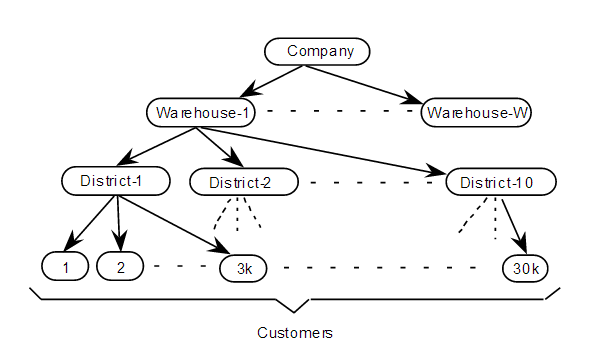 Company
Warehouse-1
Warehouse-W
District-1
District-2
District-10
1
2
3k
30k
Customers